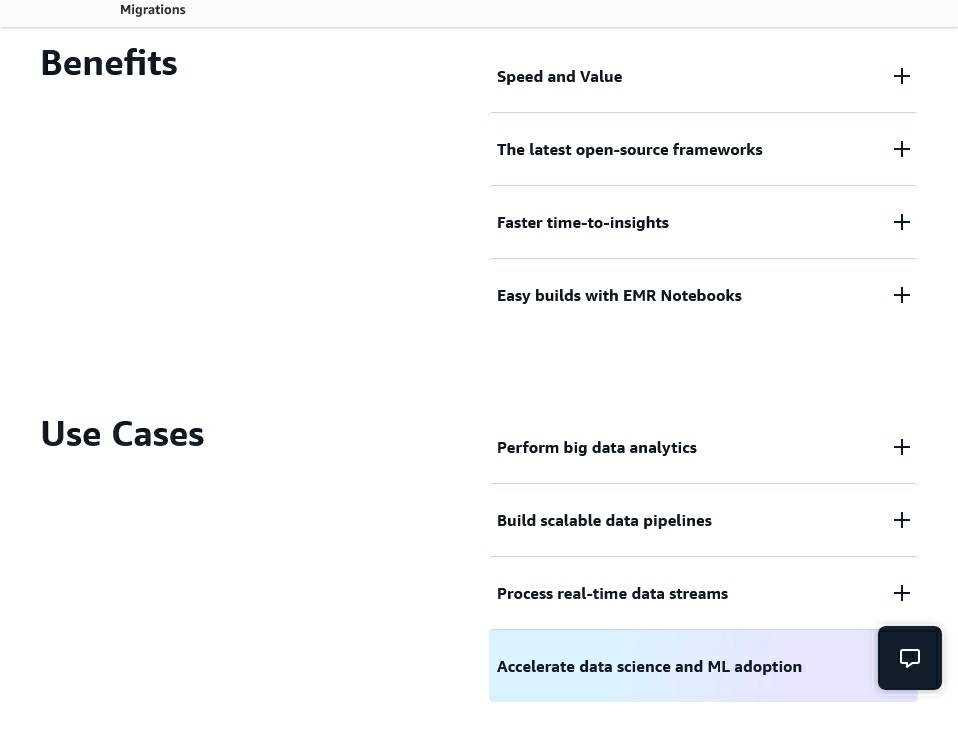 Migrations
Benefits
Speed and Value
The latest open-source frameworks
Faster time-to-insights
Easy builds with EMR Notebooks
Use Cases
Perform big data analytics
Build scalable data pipelines
Process real-time data streams
Accelerate data science and ML adoption